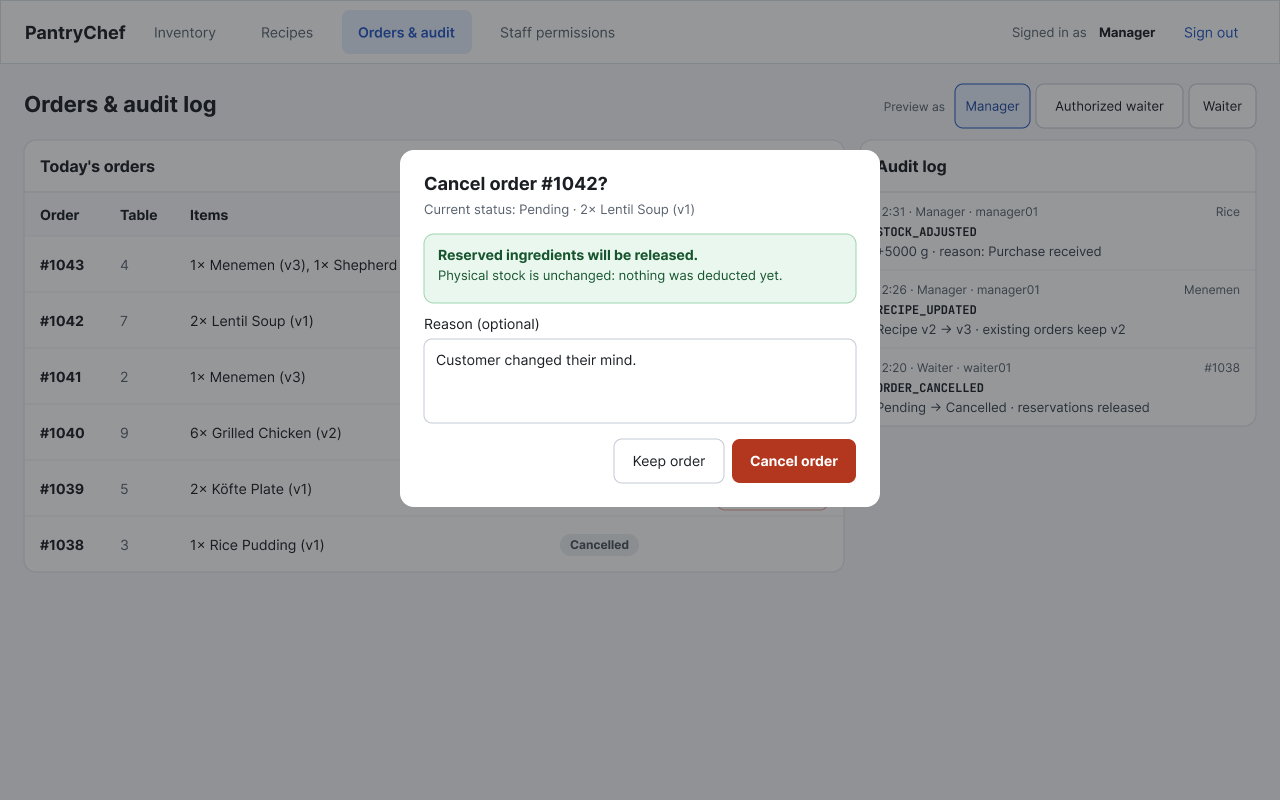 PantryChef Inventory Recipes Orders & audit Staff permissions Signed in as Manager Sign out
Orders & audit log
Preview as Manager Authorized waiter Waiter
Today's orders
Order Table Items
#1043 4 1× Menemen (v3), 1× Shepherd
#1042 7 2× Lentil Soup (v1)
#1041 2 1× Menemen (v3)
#1040 9 6× Grilled Chicken (v2)
#1039 5 2× Köfte Plate (v1)
#1038 3 1× Rice Pudding (v1) Cancelled
Cancel order #1042?
Current status: Pending · 2× Lentil Soup (v1)
Reserved ingredients will be released.
Physical stock is unchanged: nothing was deducted yet.
Reason (optional)
Customer changed their mind.
Keep order Cancel order
Audit log
2:31 · Manager · manager01 Rice
STOCK_ADJUSTED
+5000 g · reason: Purchase received
2:26 · Manager · manager01 Menemen
RECIPE_UPDATED
Recipe v2 → v3 · existing orders keep v2
2:20 · Waiter · waiter01 #1038
ORDER_CANCELLED
Pending → Cancelled · reservations released